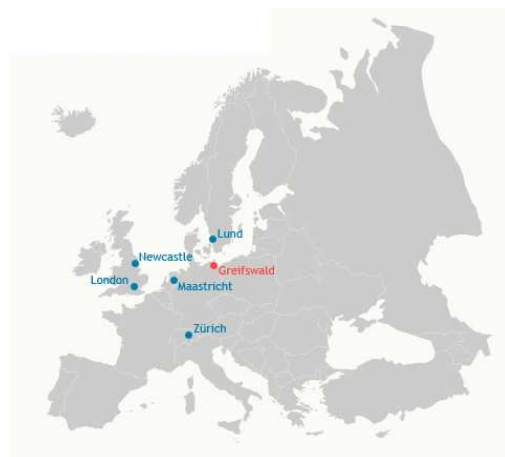 Lund
Newcastle
Greifswald
London
Maastricht
Zürich